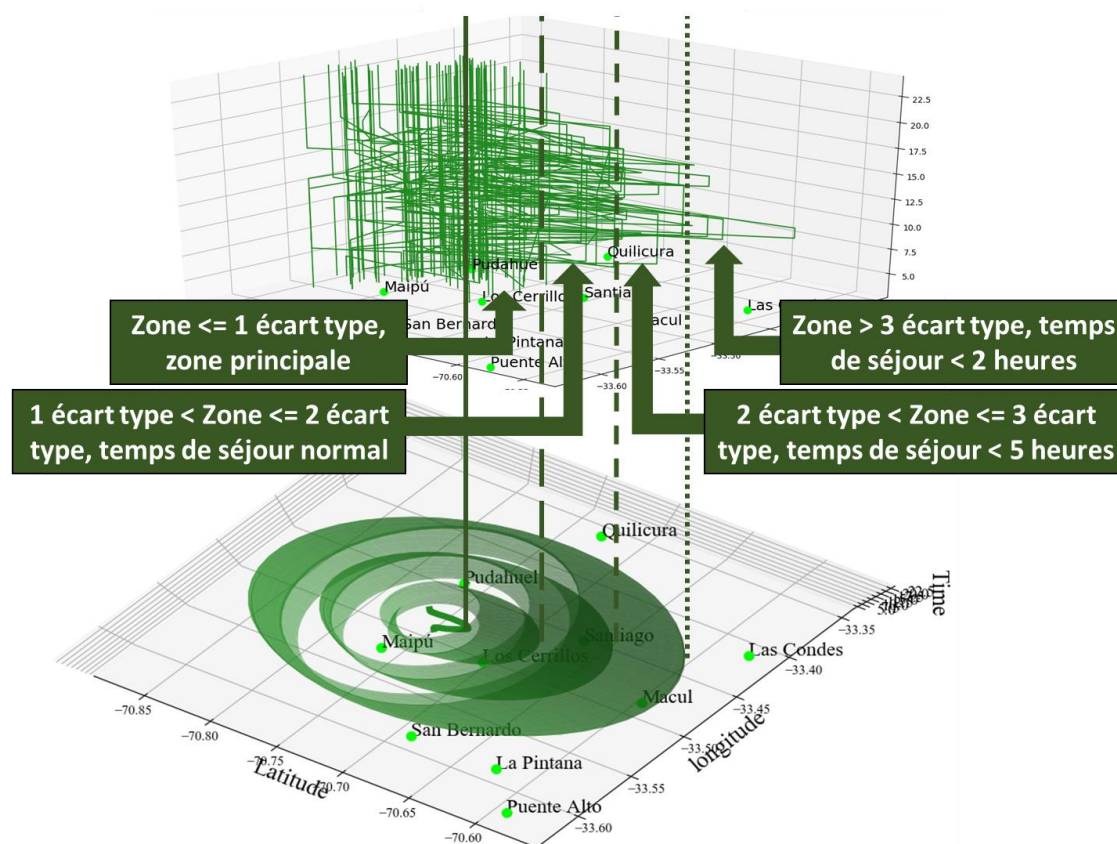 22.5
20.0
17.5
15.0
12.5
10.0
7.5
5.0
Quilicura
Pudahue
Maipú
Los Cerrillo
Santia
Las C
San Bernard
acul
Pintana
Puente Al
−70.60
−33.60
−33.55
−33.50
Zone <= 1 écart type,
zone principale
Zone > 3 écart type, temps
de séjour < 2 heures
1 écart type < Zone <= 2 écart
type, temps de séjour normal
2 écart type < Zone <= 3 écart
type, temps de séjour < 5 heures
Quilicura
Pudahuel
Time
Maipú
Santiago
Los Cerrillos
Las Condes
Macul
San Bernardo
La Pintana
Puente Alto
−33.35
−33.40
−33.45
−33.50
−33.55
−33.60
longitude
−70.85
−70.80
−70.75
−70.70
−70.65
−70.60
Latitude